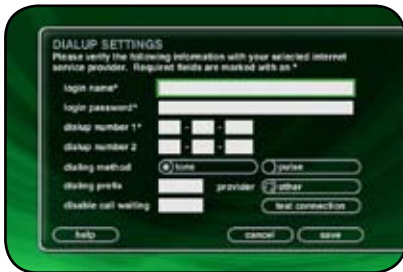 DIALUP SETTINGS
Please verify the following information with your selected internet
service provider. Required fields are marked with an *
login name*
login password*
dialup number 1* - -
dialup number 2 - -
dialing method tone pulse
dialing prefix provider other
disable call waiting test connection
help cancel save